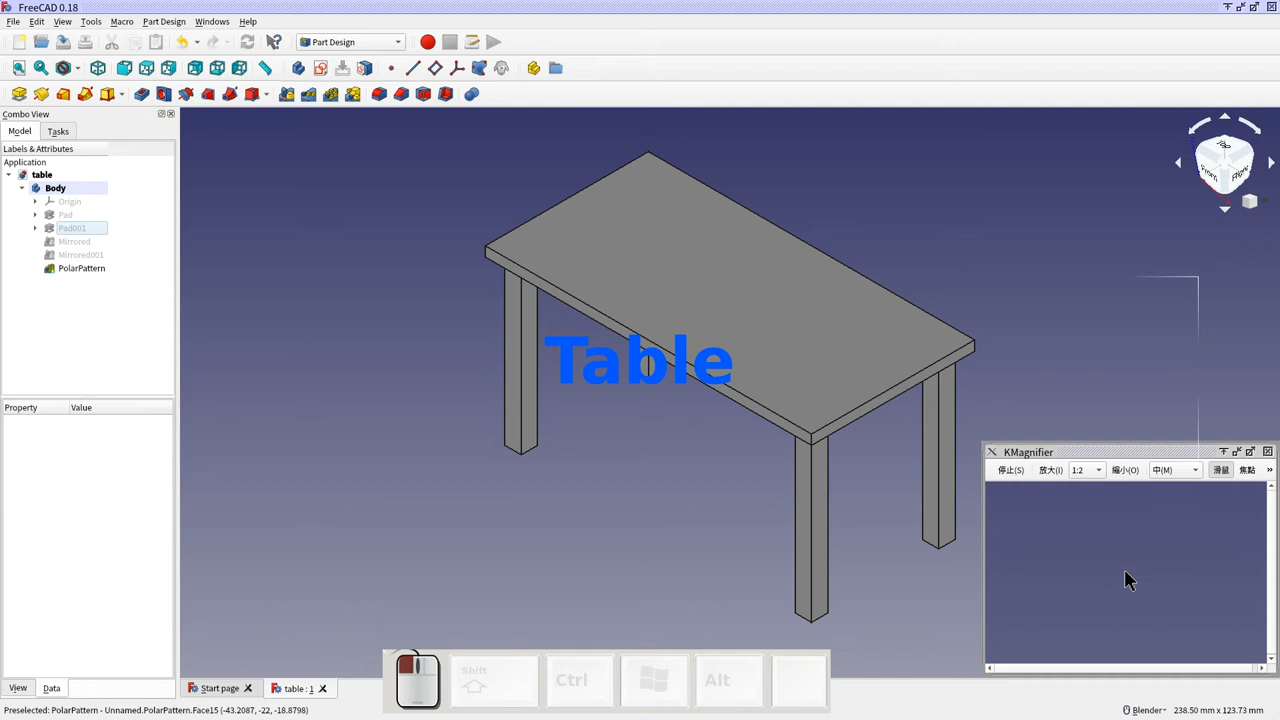 FreeCAD 0.18
File Edit View Tools Macro Part Design Windows Help
Part Design
Combo View
Model Tasks
Labels & Attributes
Application
table
Body
Origin
Pad
Pad001
Mirrored
Mirrored001
PolarPattern
Property Value
Table
KMagnifier
停止(S) 放大(I) 1:2 縮小(O) 中(M) 滑鼠 焦點 »
Shift Ctrl Alt
View Data
Start page table : 1
Preselected: PolarPattern - Unnamed.PolarPattern.Face15 (-43.2087, -22, -18.8798)
Blender 238.50 mm x 123.73 mm